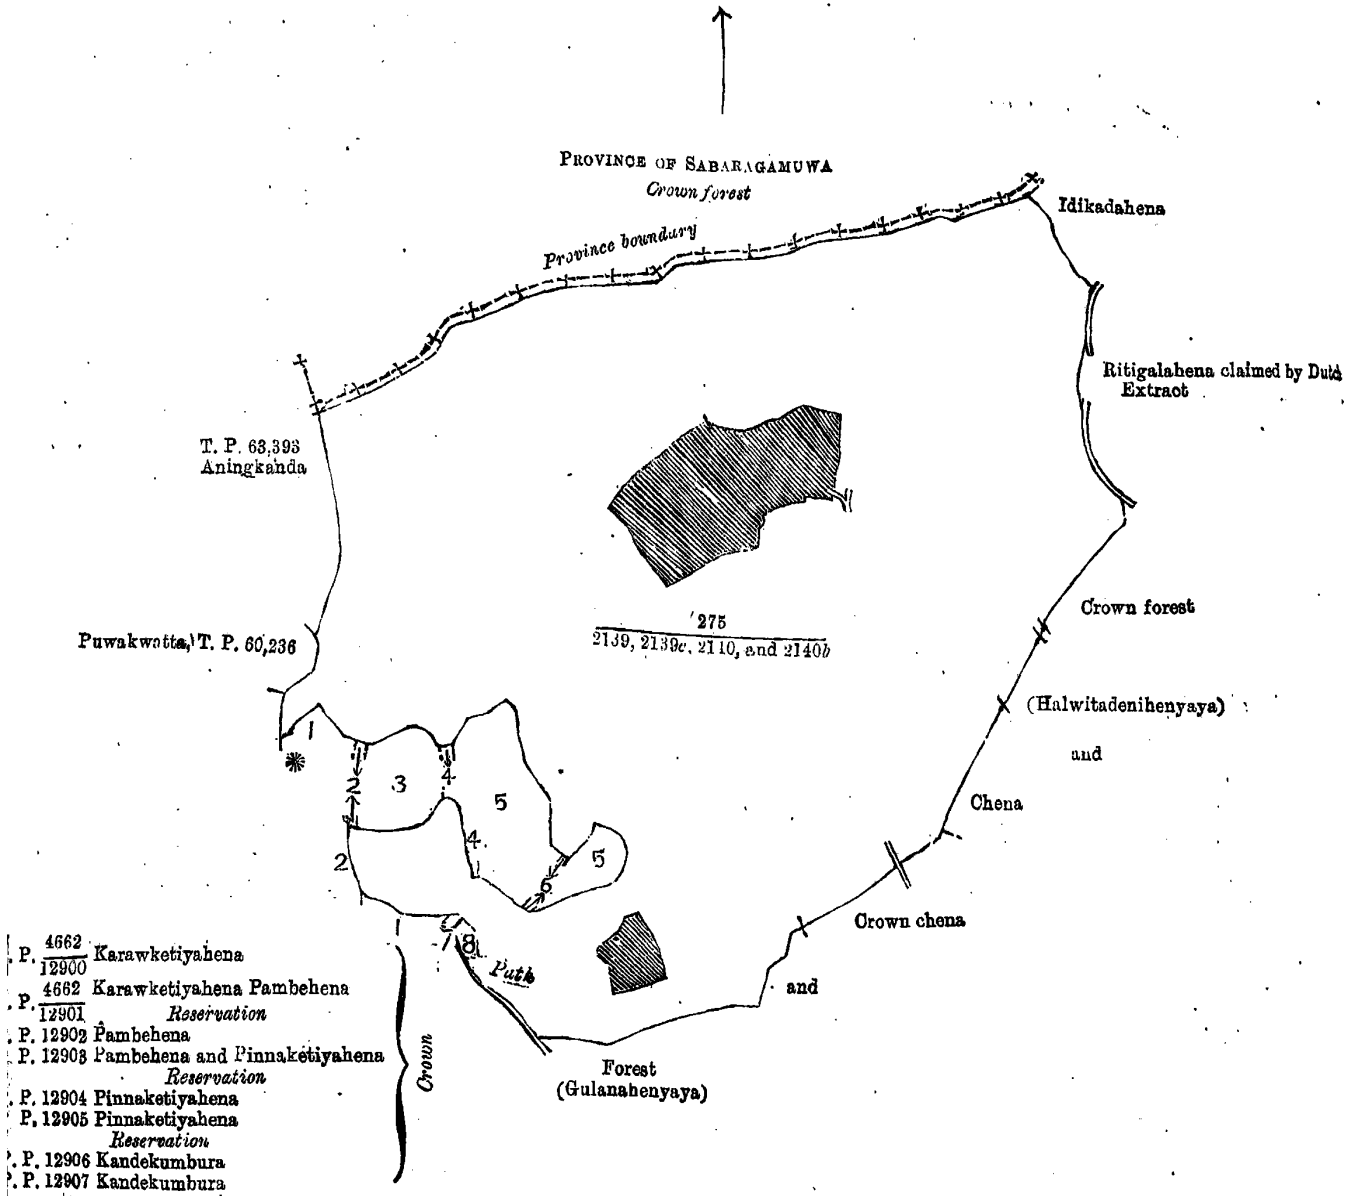 PROVINCE OF SABARAGAMUWA
Crown forest
Province boundary
Idikadahena
Ritigalahena claimed by Dutch
Extract
T. P. 63,393
Aningkanda
275
2139, 2139c, 2140, and 2140b
Crown forest
Puwakwatta, T. P. 60,236
(Halwitadenihenyaya)
and
Chena
1
2
3
4
5
4
2
5
6
Crown chena
7
8
Path
and
Forest
(Gulanahenyaya)
. P. 4662/12900 Karawketiyahena
. P. 4662/12901 Karawketiyahena Pambehena
Reservation
. P. 12902 Pambehena
. P. 12903 Pambehena and Pinnaketiyahena
Reservation
. P. 12904 Pinnaketiyahena
P. 12905 Pinnaketiyahena
Reservation
. P. 12906 Kandekumbura
. P. 12907 Kandekumbura
Crown